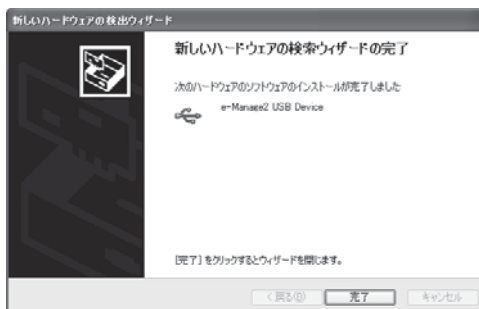 新しいハードウェアの検出ウィザード
新しいハードウェアの検索ウィザードの完了
次のハードウェアのソフトウェアのインストールが完了しました
e-Manage2 USB Device
[完了] をクリックするとウィザードを閉じます。
< 戻る(B)
完了
キャンセル